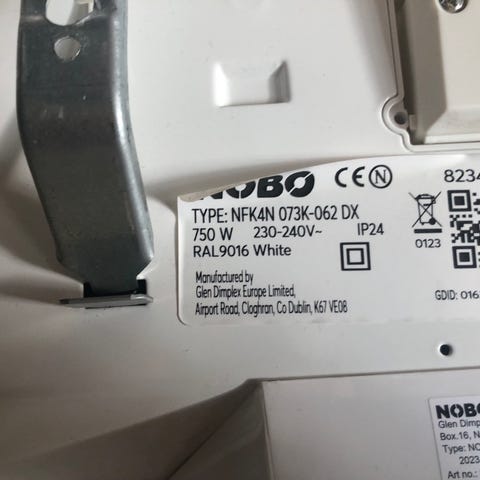 NOBO CE N 8234
TYPE: NFK4N 073K-062 DX
750 W 230-240V~ IP24
RAL9016 White
0123
Manufactured by
Glen Dimplex Europe Limited,
Airport Road, Cloghran, Co Dublin, K67 VE08
GDID: 016
NOBO
Glen Dimp
Box.16, N
Type: NC
2023
Art no.: